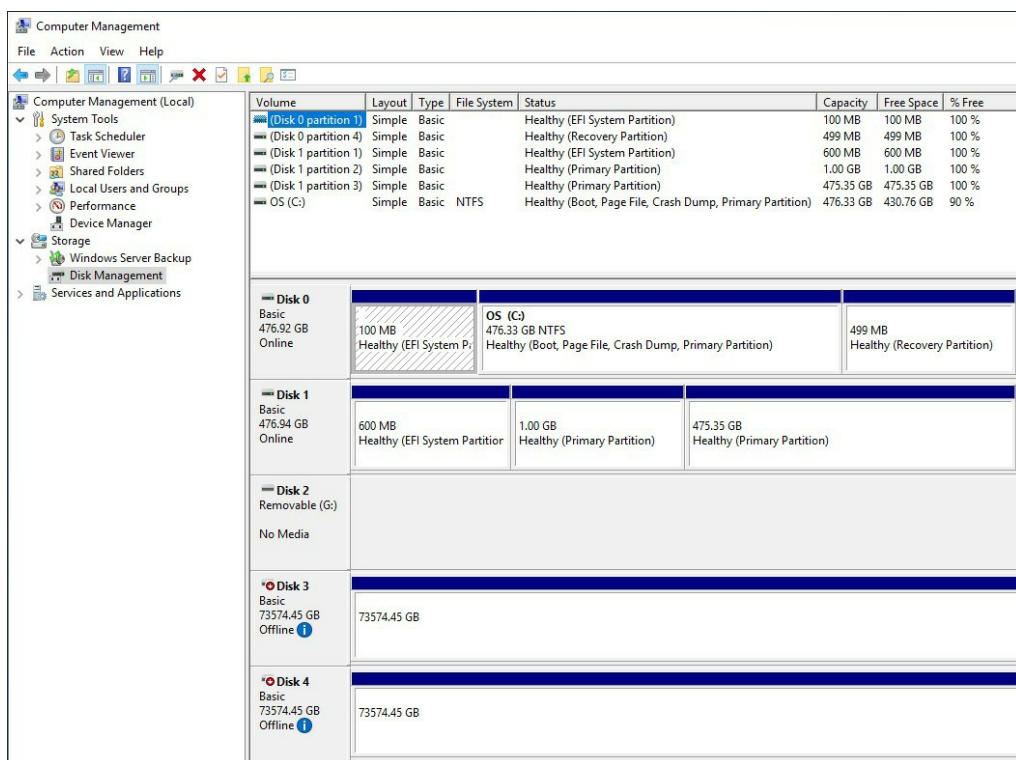 Computer Management
File Action View Help
Computer Management (Local)
System Tools
Task Scheduler
Event Viewer
Shared Folders
Local Users and Groups
Performance
Device Manager
Storage
Windows Server Backup
Disk Management
Services and Applications
Volume Layout Type File System Status Capacity Free Space % Free
(Disk 0 partition 1) Simple Basic Healthy (EFI System Partition) 100 MB 100 MB 100 %
(Disk 0 partition 4) Simple Basic Healthy (Recovery Partition) 499 MB 499 MB 100 %
(Disk 1 partition 1) Simple Basic Healthy (EFI System Partition) 600 MB 600 MB 100 %
(Disk 1 partition 2) Simple Basic Healthy (Primary Partition) 1.00 GB 1.00 GB 100 %
(Disk 1 partition 3) Simple Basic Healthy (Primary Partition) 475.35 GB 475.35 GB 100 %
OS (C:) Simple Basic NTFS Healthy (Boot, Page File, Crash Dump, Primary Partition) 476.33 GB 430.76 GB 90 %
Disk 0
Basic
476.92 GB
Online
100 MB
Healthy (EFI System P
OS (C:)
476.33 GB NTFS
Healthy (Boot, Page File, Crash Dump, Primary Partition)
499 MB
Healthy (Recovery Partition)
Disk 1
Basic
476.94 GB
Online
600 MB
Healthy (EFI System Partitior
1.00 GB
Healthy (Primary Partition)
475.35 GB
Healthy (Primary Partition)
Disk 2
Removable (G:)
No Media
Disk 3
Basic
73574.45 GB
Offline
73574.45 GB
Disk 4
Basic
73574.45 GB
Offline
73574.45 GB